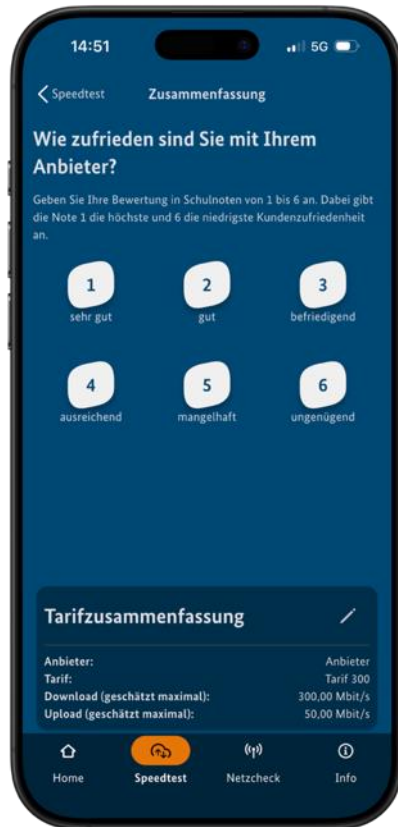 14:51 5G
Speedtest Zusammenfassung
Wie zufrieden sind Sie mit Ihrem
Anbieter?
Geben Sie Ihre Bewertung in Schulnoten von 1 bis 6 an. Dabei gibt
die Note 1 die höchste und 6 die niedrigste Kundenzufriedenheit
an.
1 2 3
sehr gut gut befriedigend
4 5 6
ausreichend mangelhaft ungenügend
Tarifzusammenfassung
Anbieter: Anbieter
Tarif: Tarif 300
Download (geschätzt maximal): 300,00 Mbit/s
Upload (geschätzt maximal): 50,00 Mbit/s
Home Speedtest Netzcheck Info